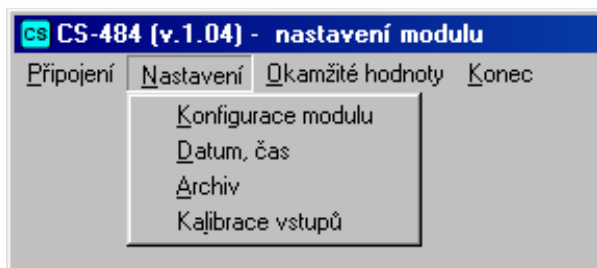 CS CS-484 (v.1.04) - nastavení modulu
Připojení Nastavení Okamžité hodnoty Konec
Konfigurace modulu
Datum, čas
Archiv
Kalibrace vstupů